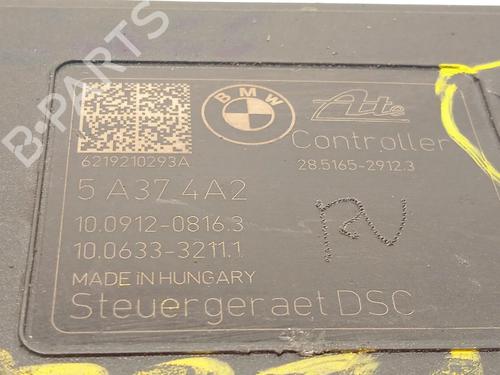 B-PARTS
BMW
Ate
Controller
6219210293A
28.5165-2912.3
5 A37 4A2
10.0912-0816.3
10.0633-3211.1
RV
MADE IN HUNGARY
Steuergeraet DSC